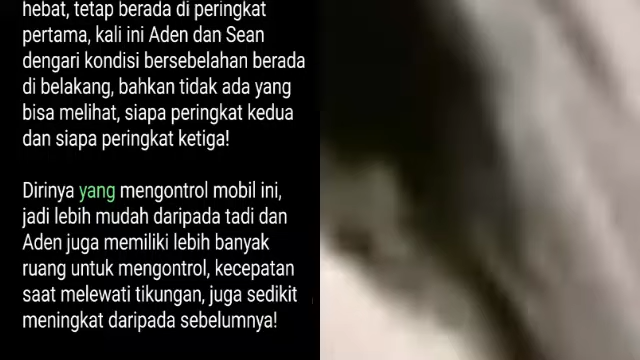 hebat, tetap berada di peringkat
pertama, kali ini Aden dan Sean
dengari kondisi bersebelahan berada
di belakang, bahkan tidak ada yang
bisa melihat, siapa peringkat kedua
dan siapa peringkat ketiga!
Dirinya yang mengontrol mobil ini,
jadi lebih mudah daripada tadi dan
Aden juga memiliki lebih banyak
ruang untuk mengontrol, kecepatan
saat melewati tikungan, juga sedikit
meningkat daripada sebelumnya!